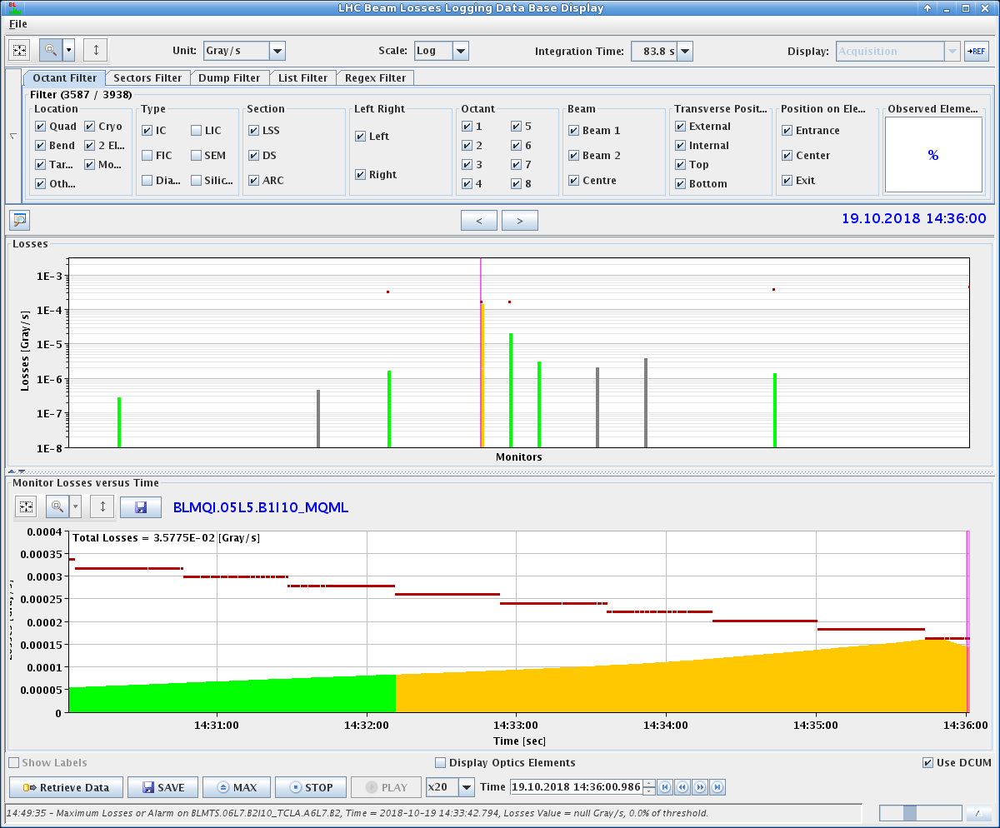 BL
LHC Beam Losses Logging Data Base Display
File
Unit: Gray/s Scale: Log Integration Time: 83.8 s Display: Acquisition REF
Octant Filter Sectors Filter Dump Filter List Filter Regex Filter
Filter (3587 / 3938)
Location Type Section Left Right Octant Beam Transverse Posit... Position on Ele... Observed Eleme...
Quad Cryo IC LIC LSS Left 1 5 Beam 1 External Entrance
Bend 2 El... FIC SEM DS 2 6 Beam 2 Internal Center %
Tar... Mo... Dia... Silic... ARC Right 3 7 Centre Top Exit
Oth... 4 8 Bottom
< > 19.10.2018 14:36:00
Losses
Losses [Gray/s]
1E-3
1E-4
1E-5
1E-6
1E-7
1E-8
Monitors
Monitor Losses versus Time
BLMQI.05L5.B1I10_MQML
Total Losses = 3.5775E-02 [Gray/s]
0.0004
0.00035
0.0003
0.00025
0.0002
0.00015
0.0001
0.00005
0
14:31:00 14:32:00 14:33:00 14:34:00 14:35:00 14:36:00
Time [sec]
Show Labels Display Optics Elements Use DCUM
Retrieve Data SAVE MAX STOP PLAY x20 Time 19.10.2018 14:36:00.986
14:49:35 - Maximum Losses or Alarm on BLMTS.06L7.B2I10_TCLA.A6L7.B2, Time = 2018-10-19 14:33:42.794, Losses Value = null Gray/s, 0.0% of threshold.